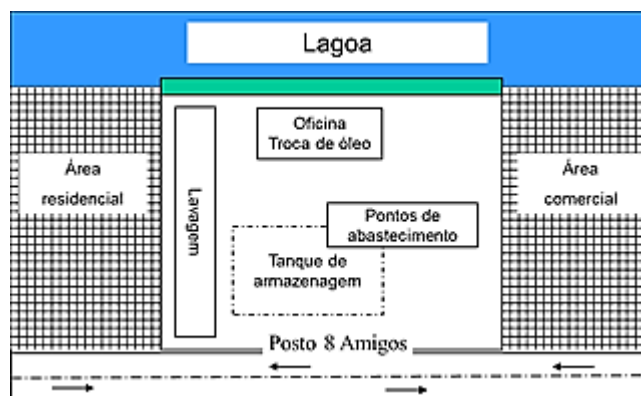 Lagoa
Oficina
Troca de óleo
Área
residencial
Lavagem
Área
comercial
Pontos de
abastecimento
Tanque de
armazenagem
Posto 8 Amigos